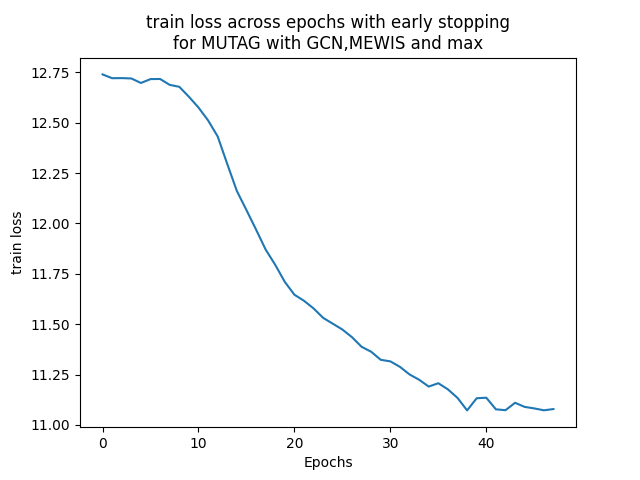 train loss across epochs with early stopping
for MUTAG with GCN,MEWIS and max
12.75
12.50
12.25
12.00
11.75
11.50
11.25
11.00
train loss
0 10 20 30 40
Epochs